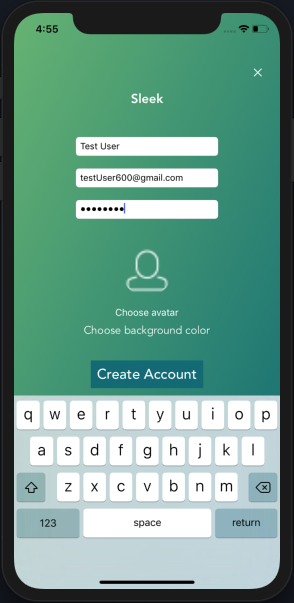 4:55
Sleek
Test User
testUser600@gmail.com
••••••••
Choose avatar
Choose background color
Create Account
q w e r t y u i o p
a s d f g h j k l
z x c v b n m
123 space return